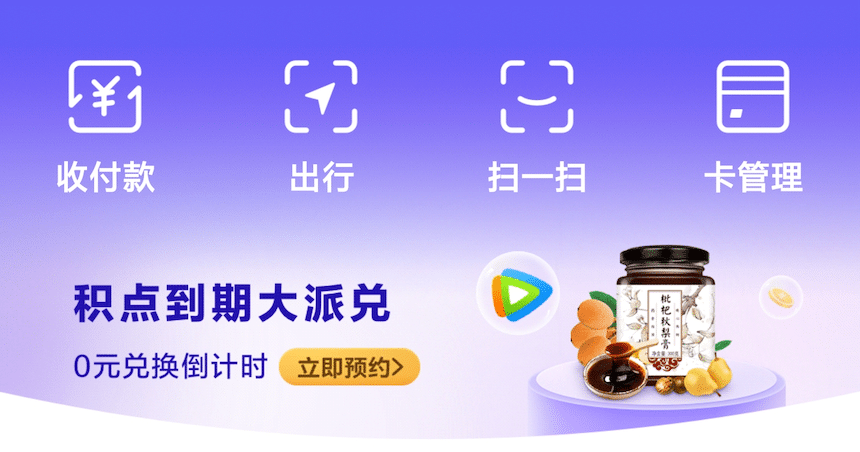 收付款
出行
扫一扫
卡管理
积点到期大派兑
0元兑换倒计时
立即预约>
枇杷秋梨膏